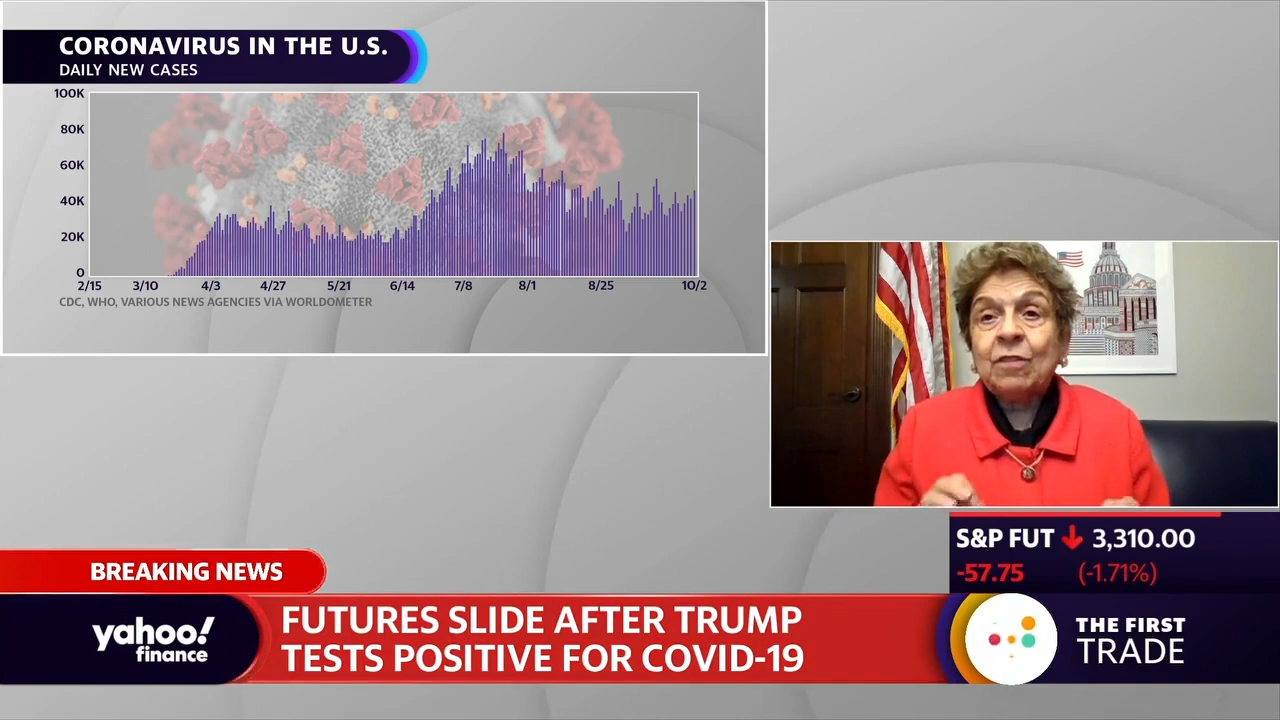 CORONAVIRUS IN THE U.S.
DAILY NEW CASES
100K
80K
60K
40K
20K
0
2/15 3/10 4/3 4/27 5/21 6/14 7/8 8/1 8/25 10/2
CDC, WHO, VARIOUS NEWS AGENCIES VIA WORLDOMETER
S&P FUT 3,310.00
-57.75 (-1.71%)
BREAKING NEWS
yahoo!
finance
FUTURES SLIDE AFTER TRUMP
TESTS POSITIVE FOR COVID-19
THE FIRST
TRADE